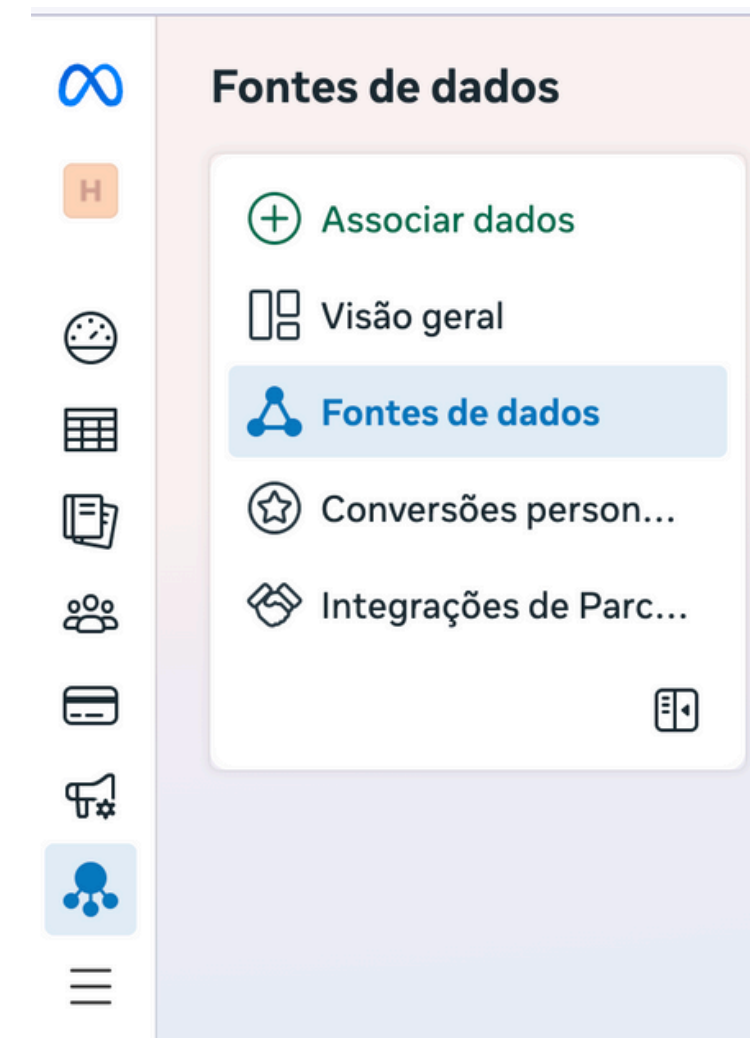 Fontes de dados
H
Associar dados
Visão geral
Fontes de dados
Conversões person...
Integrações de Parc...